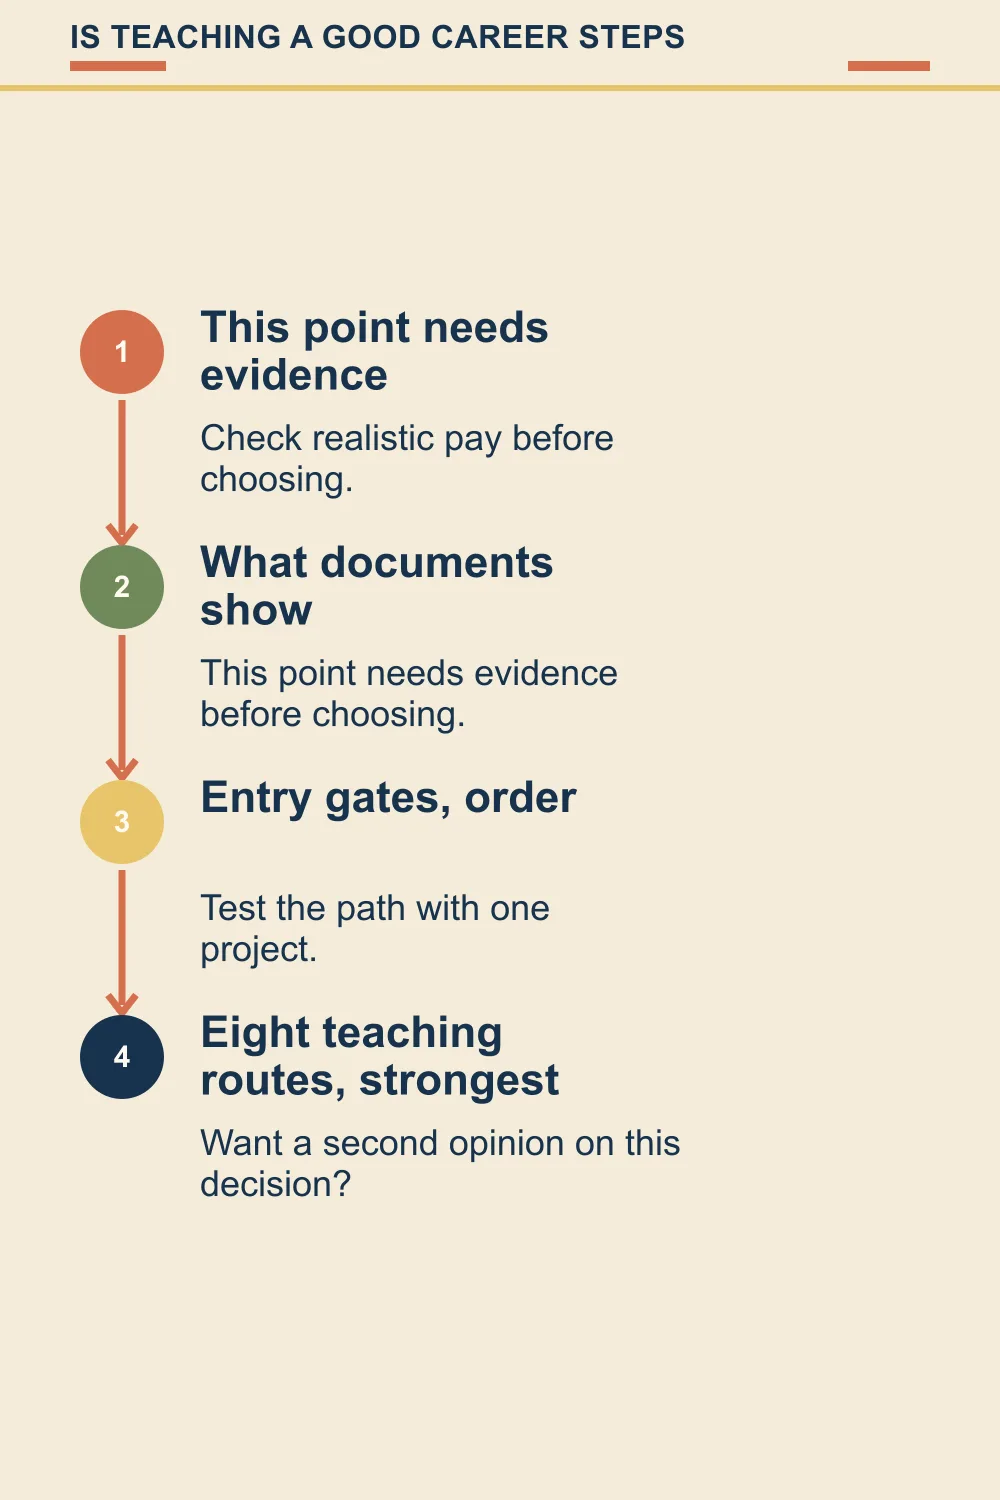 IS TEACHING A GOOD CAREER STEPS
1
This point needs
evidence
Check realistic pay before
choosing.
2
What documents
show
This point needs evidence
before choosing.
3
Entry gates, order
Test the path with one
project.
4
Eight teaching
routes, strongest
Want a second opinion on this
decision?